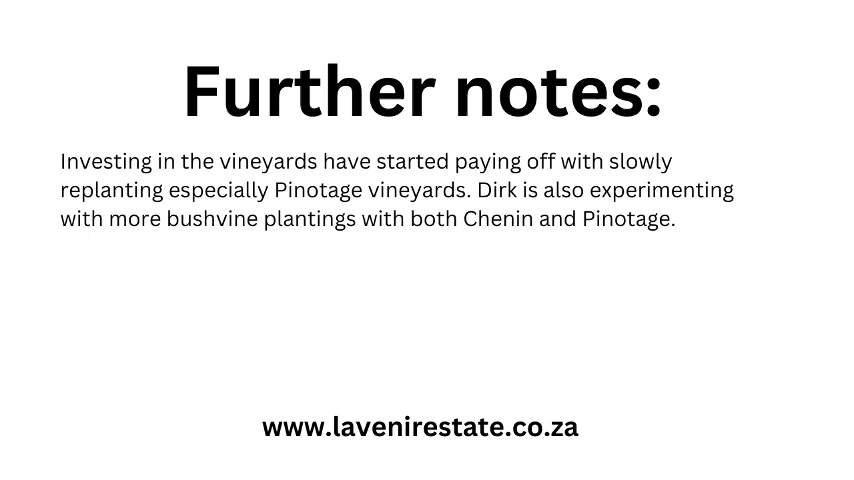 Further notes:
Investing in the vineyards have started paying off with slowly
replanting especially Pinotage vineyards. Dirk is also experimenting
with more bushvine plantings with both Chenin and Pinotage.
www.lavenirestate.co.za